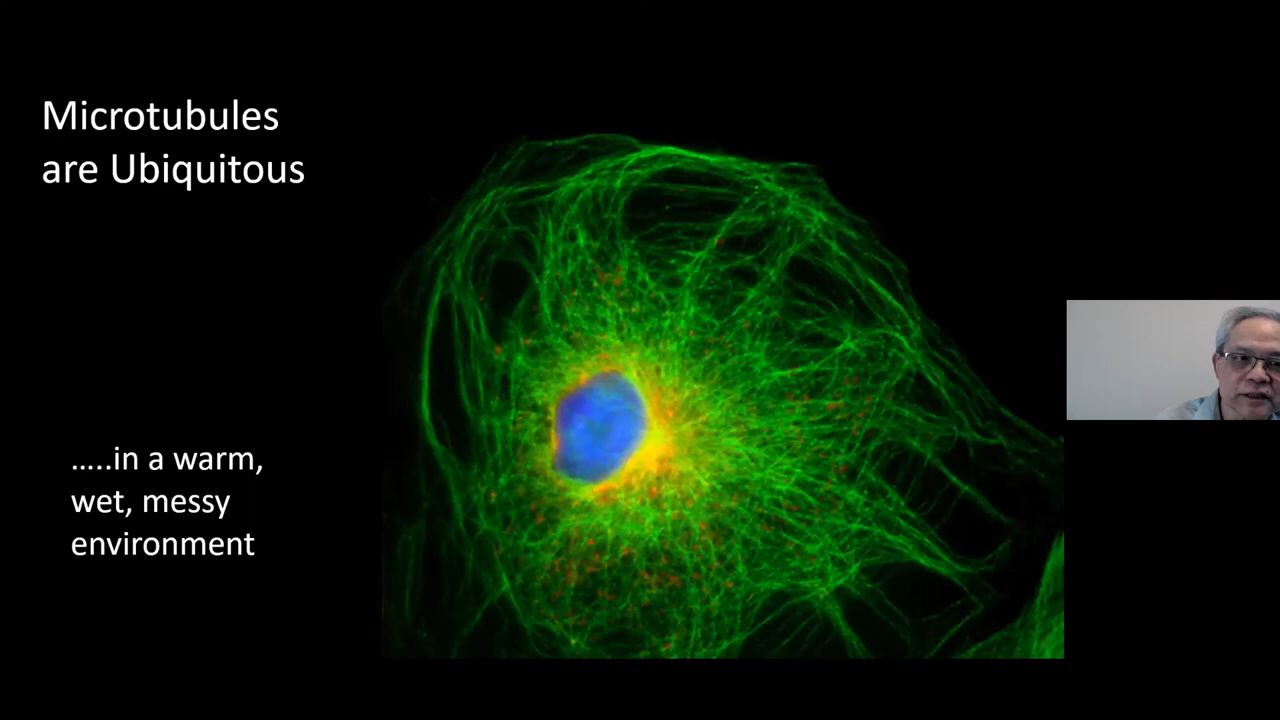 Microtubules
are Ubiquitous
…..in a warm,
wet, messy
environment